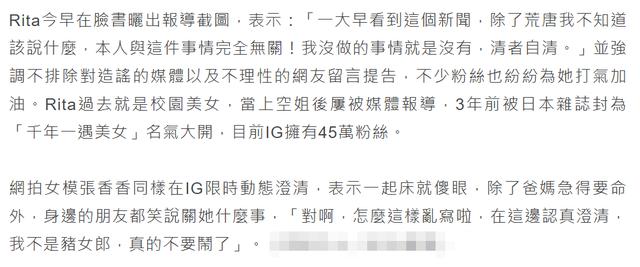 Rita今早在臉書曬出報導截圖，表示：「一大早看到這個新聞，除了荒唐我不知道
該說什麼，本人與這件事情完全無關！我沒做的事情就是沒有，清者自清。」並強
調不排除對造謠的媒體以及不理性的網友留言提告，不少粉絲也紛紛為她打氣加
油。Rita過去就是校園美女，當上空姐後屢被媒體報導，3年前被日本雜誌封為
「千年一遇美女」名氣大開，目前IG擁有45萬粉絲。
網拍女模張香香同樣在IG限時動態澄清，表示一起床就傻眼，除了爸媽急得要命
外，身邊的朋友都笑說關她什麼事，「對啊，怎麼這樣亂寫啦，在這邊認真澄清，
我不是豬女郎，真的不要鬧了」。